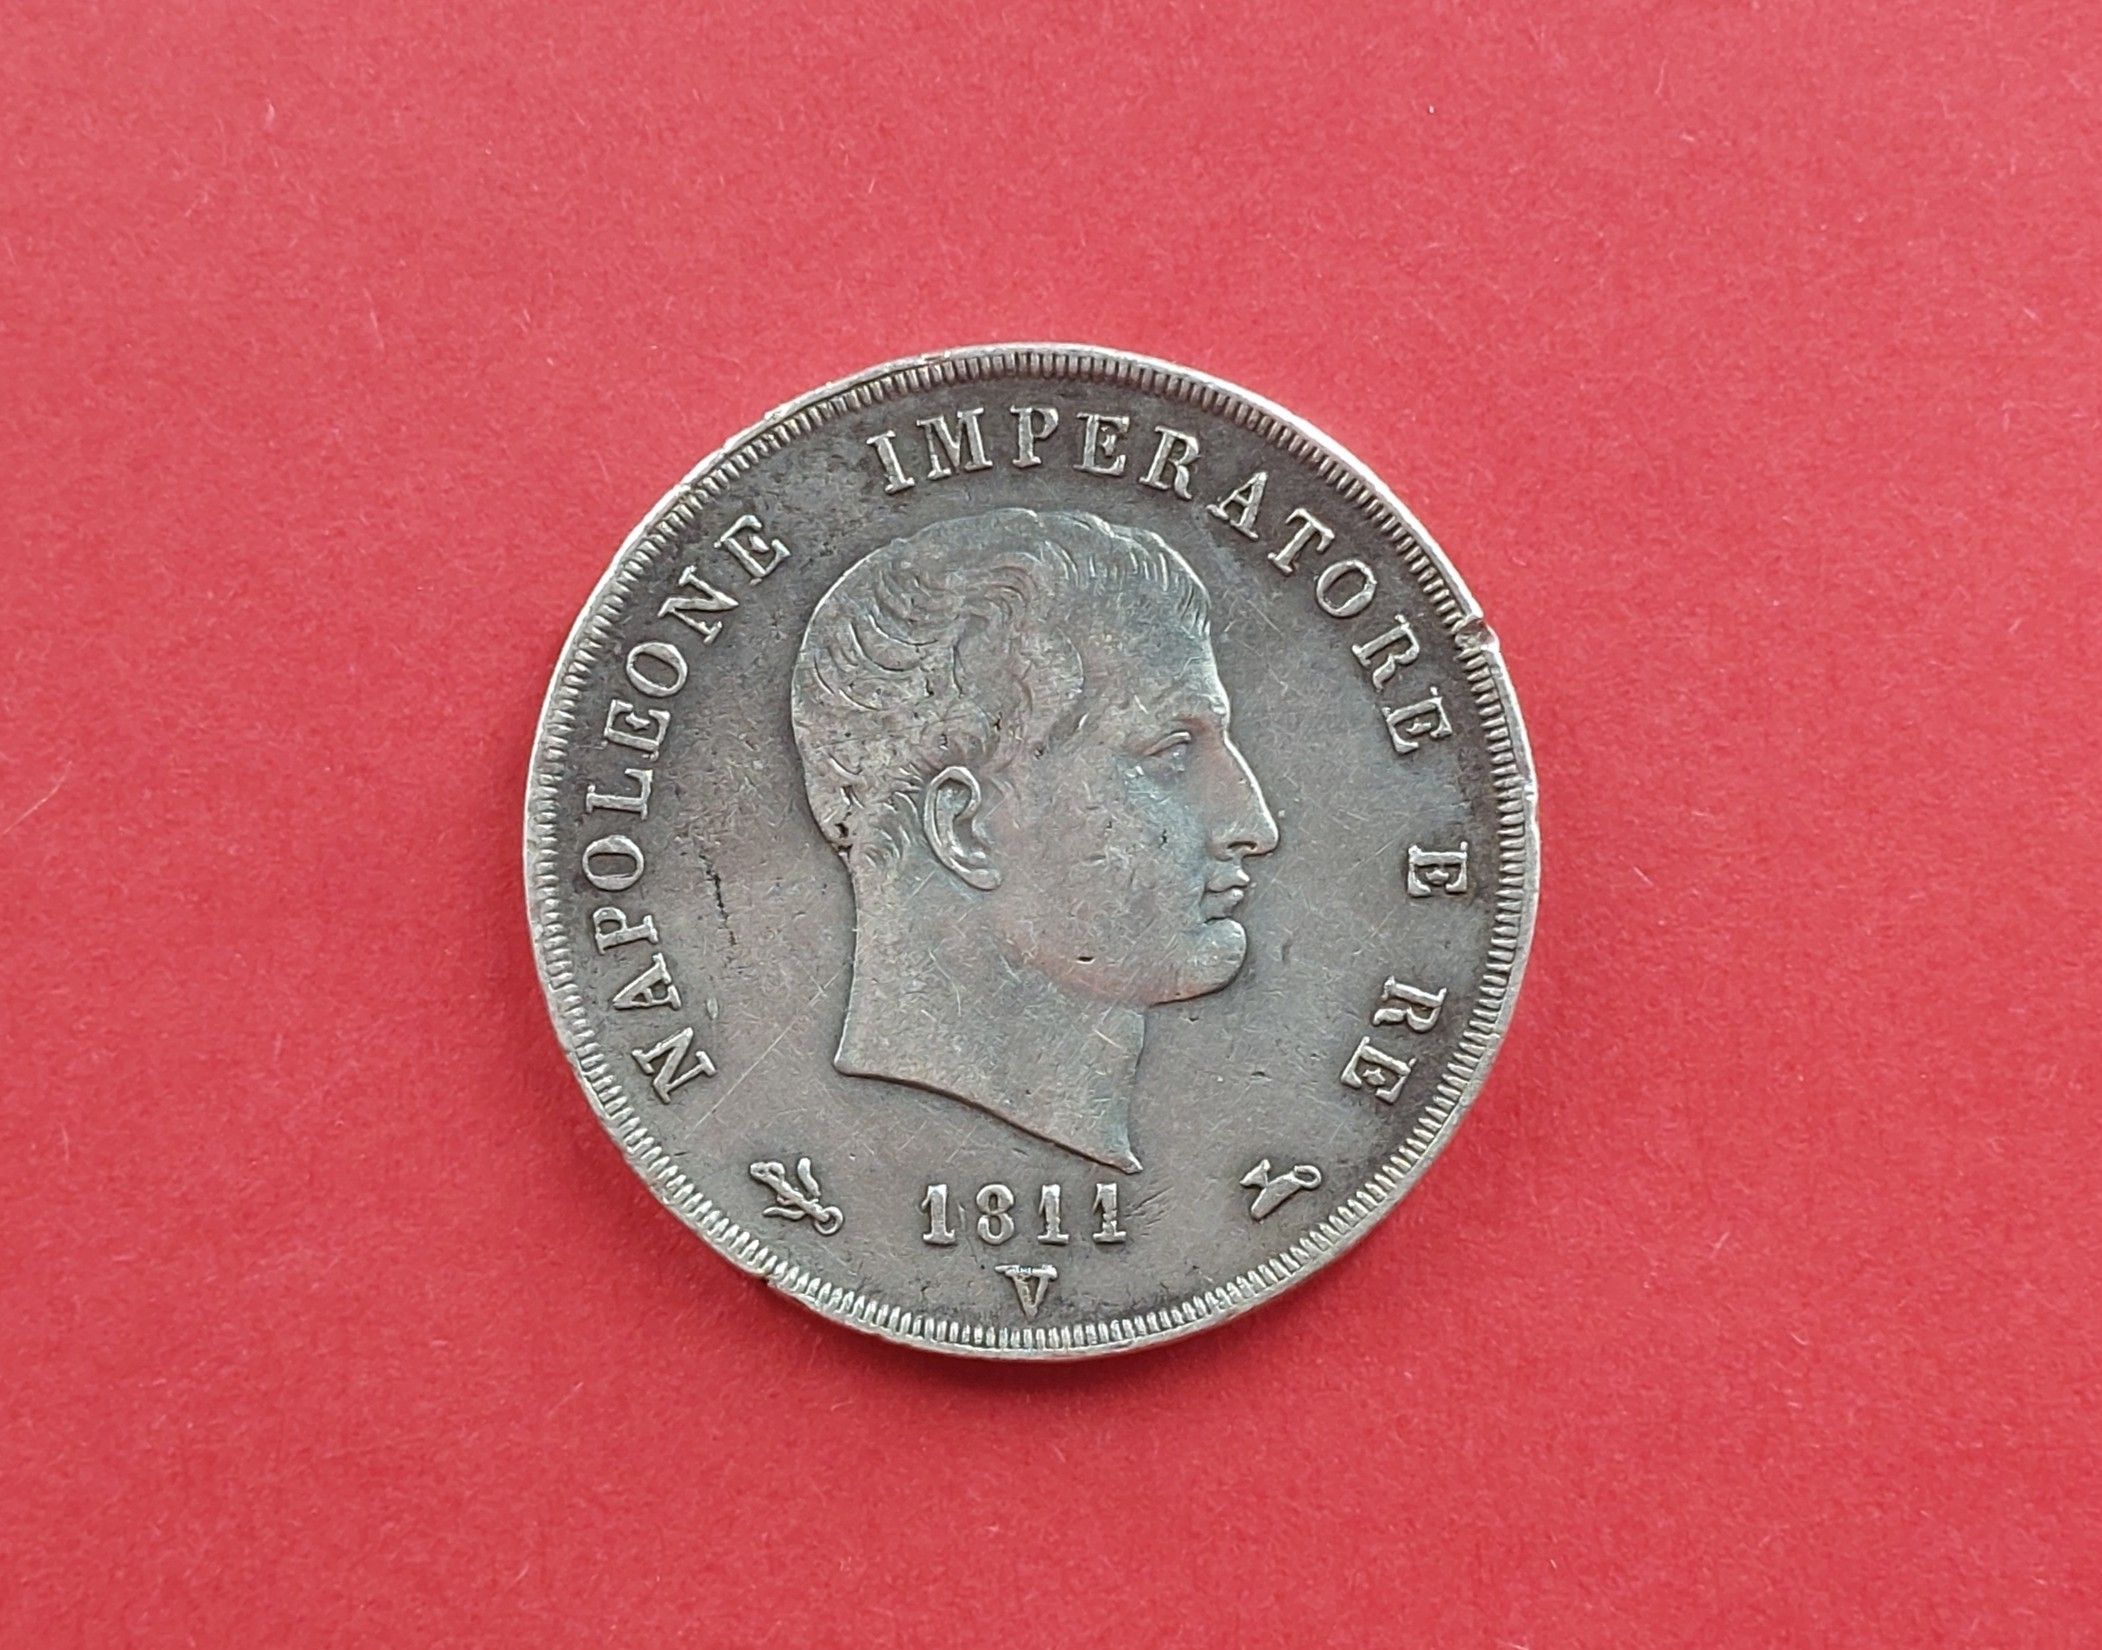 NAPOLEONE IMPERATORE E RE
1811
V